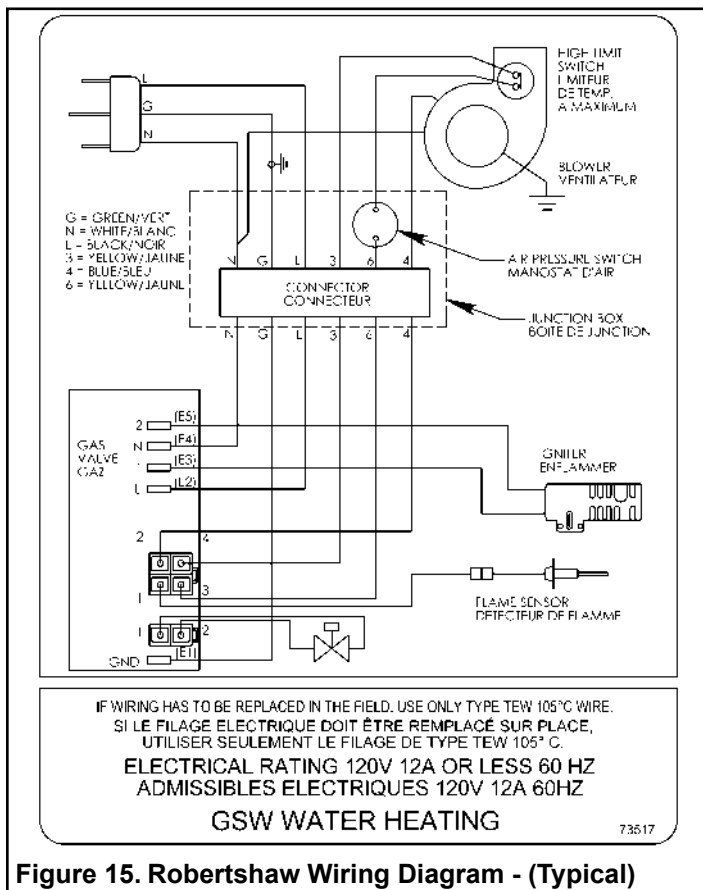 L
G
N
HIGH LIMIT
SWITCH
LIMITEUR
DE TEMP.
A MAXIMUM
BLOWER
VENTILATEUR
G = GREEN/VERT
N = WHITE/BLANC
L = BLACK/NOIR
3 = YELLOW/JAUNE
4 = BLUE/BLEU
6 = YELLOW/JAUNE
AIR PRESSURE SWITCH
MANOSTAT D'AIR
N G L 3 6 4
CONNECTOR
CONNECTEUR
JUNCTION BOX
BOITE DE JUNCTION
N G L 3 6 4
GAS
VALVE
GAZ
2 (E5)
N (E4)
(E3)
L (L2)
IGNITER
ENFLAMMER
2 4
1 3
FLAME SENSOR
DETECTEUR DE FLAMME
1 2
GND (E1)
IF WIRING HAS TO BE REPLACED IN THE FIELD. USE ONLY TYPE TEW 105°C WIRE.
SI LE FILAGE ELECTRIQUE DOIT ÊTRE REMPLACÉ SUR PLACE,
UTILISER SEULEMENT LE FILAGE DE TYPE TEW 105° C.
ELECTRICAL RATING 120V 12A OR LESS 60 HZ
ADMISSIBLES ELECTRIQUES 120V 12A 60HZ
GSW WATER HEATING
73517
Figure 15. Robertshaw Wiring Diagram - (Typical)